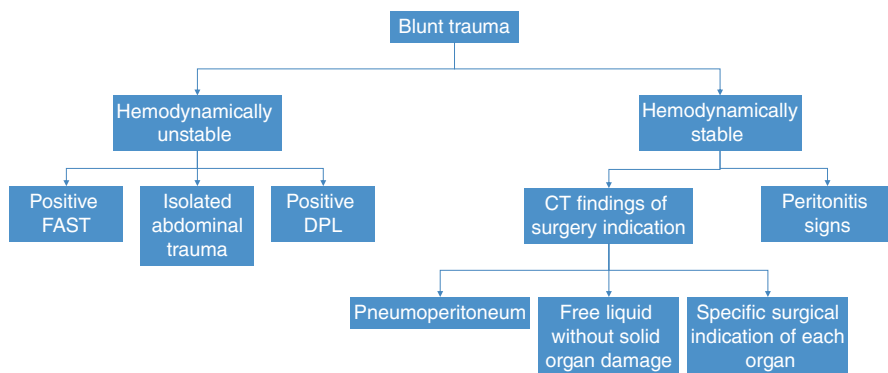 Blunt trauma
Hemodynamically
unstable
Hemodynamically
stable
Positive
FAST
Isolated
abdominal
trauma
Positive
DPL
CT findings of
surgery indication
Peritonitis
signs
Pneumoperitoneum
Free liquid
without solid
organ damage
Specific surgical
indication of each
organ